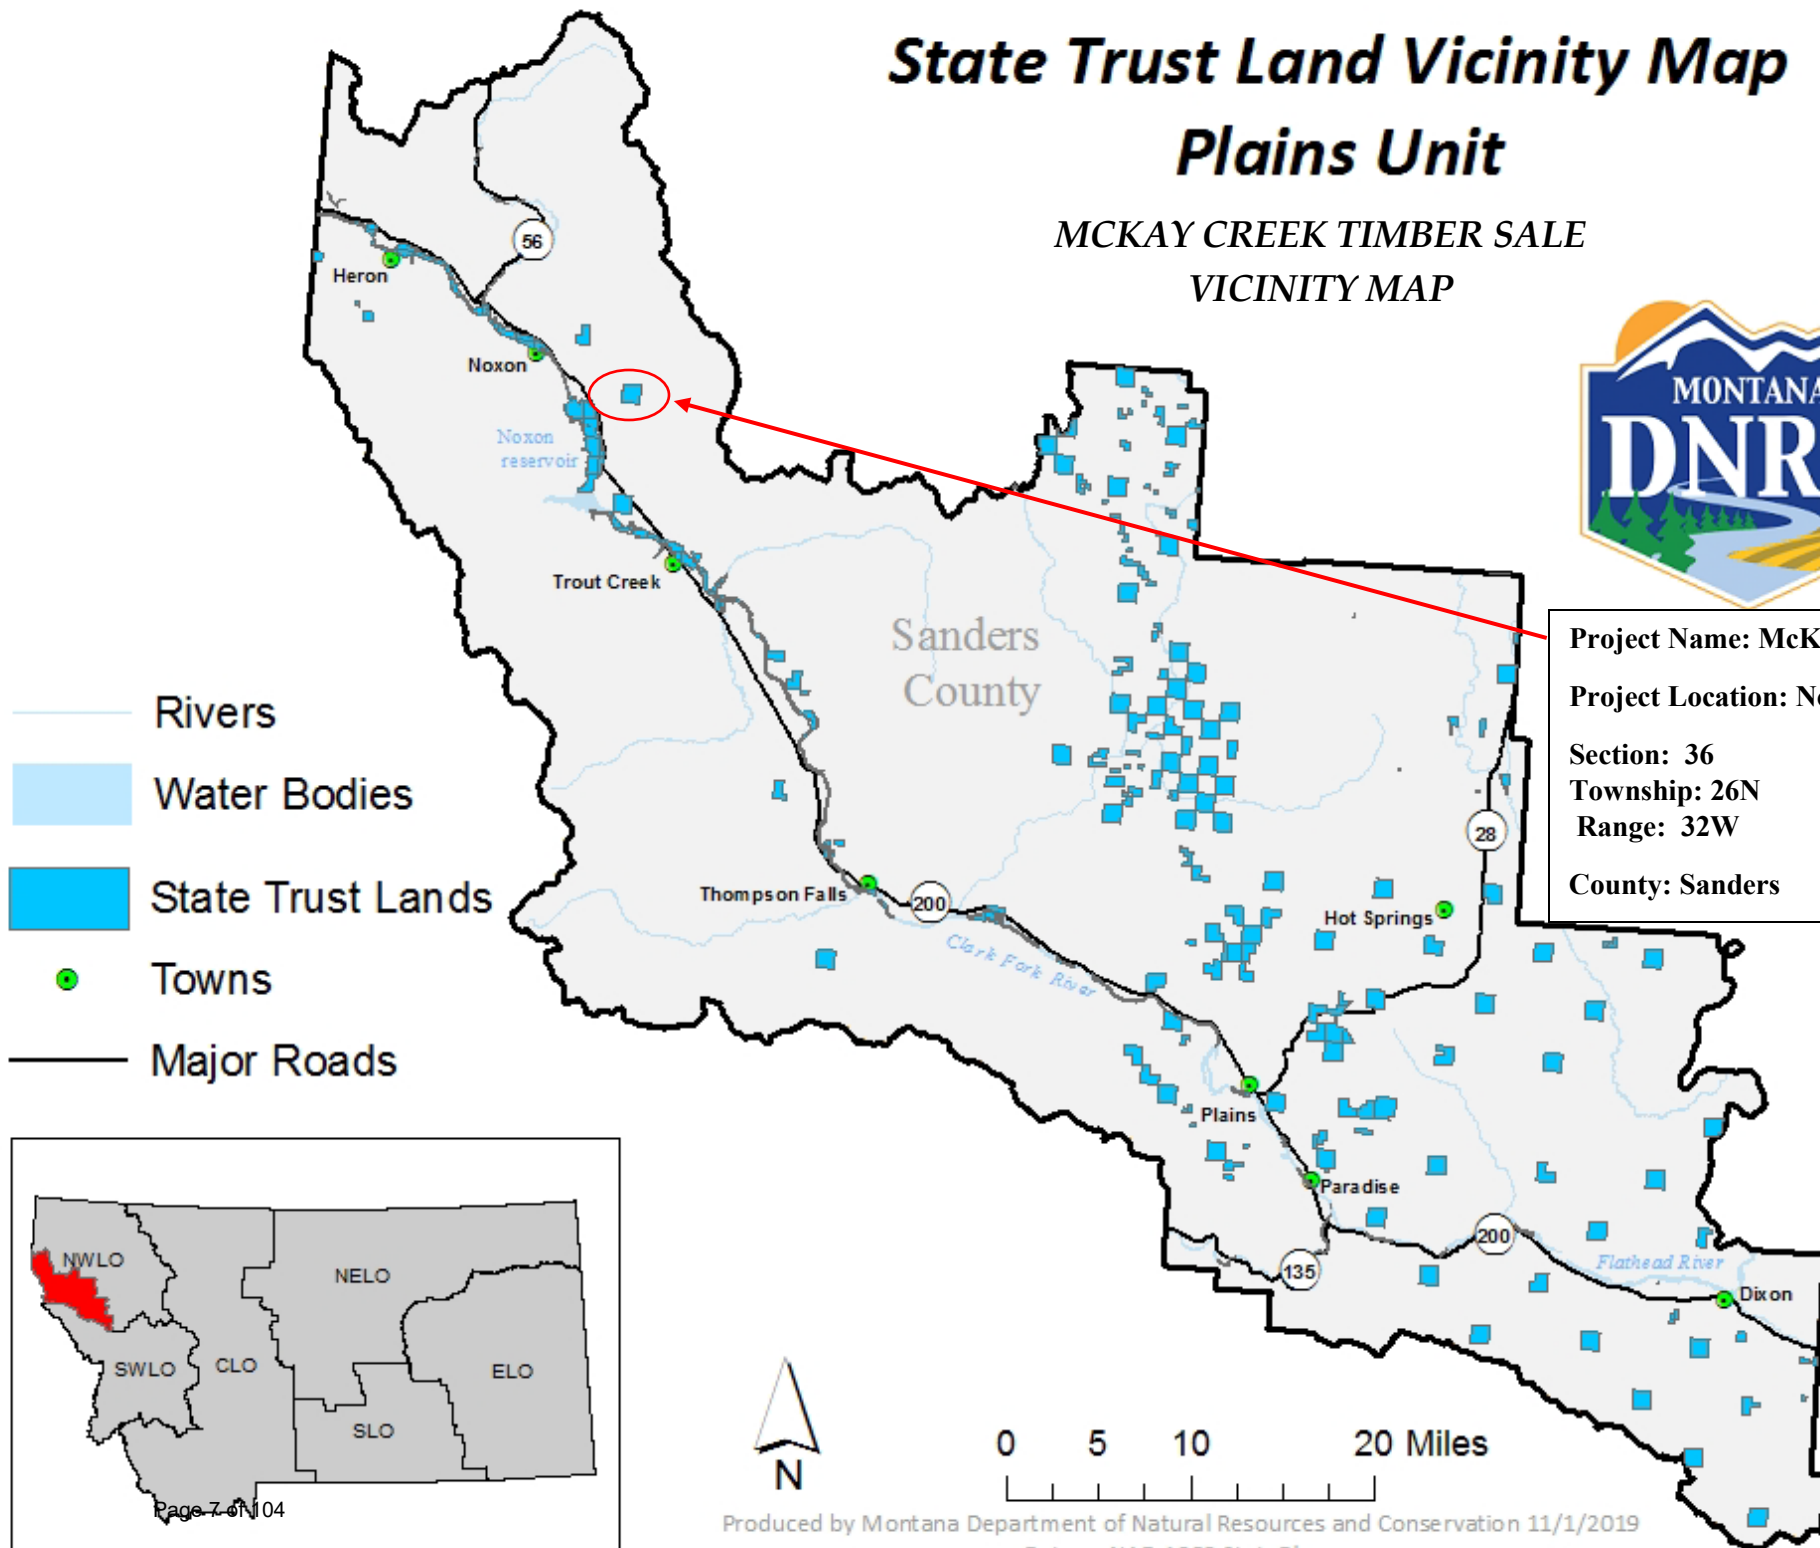 State Trust Land Vicinity Map
Plains Unit
MCKAY CREEK TIMBER SALE
VICINITY MAP
56
Heron
Noxon
Noxon
reservoir
Trout Creek
MONTANA
DNR
Sanders
County
Project Name: McK
Project Location: No
Section: 36
Township: 26N
Range: 32W
County: Sanders
Rivers
Water Bodies
State Trust Lands
Towns
Major Roads
28
Thompson Falls
200
Clark Fork River
Hot Springs
Plains
Paradise
200
135
Flathead River
Dixon
NWLO
NELO
SWLO
CLO
ELO
SLO
Page 7 of 104
N
0 5 10 20 Miles
Produced by Montana Department of Natural Resources and Conservation 11/1/2019